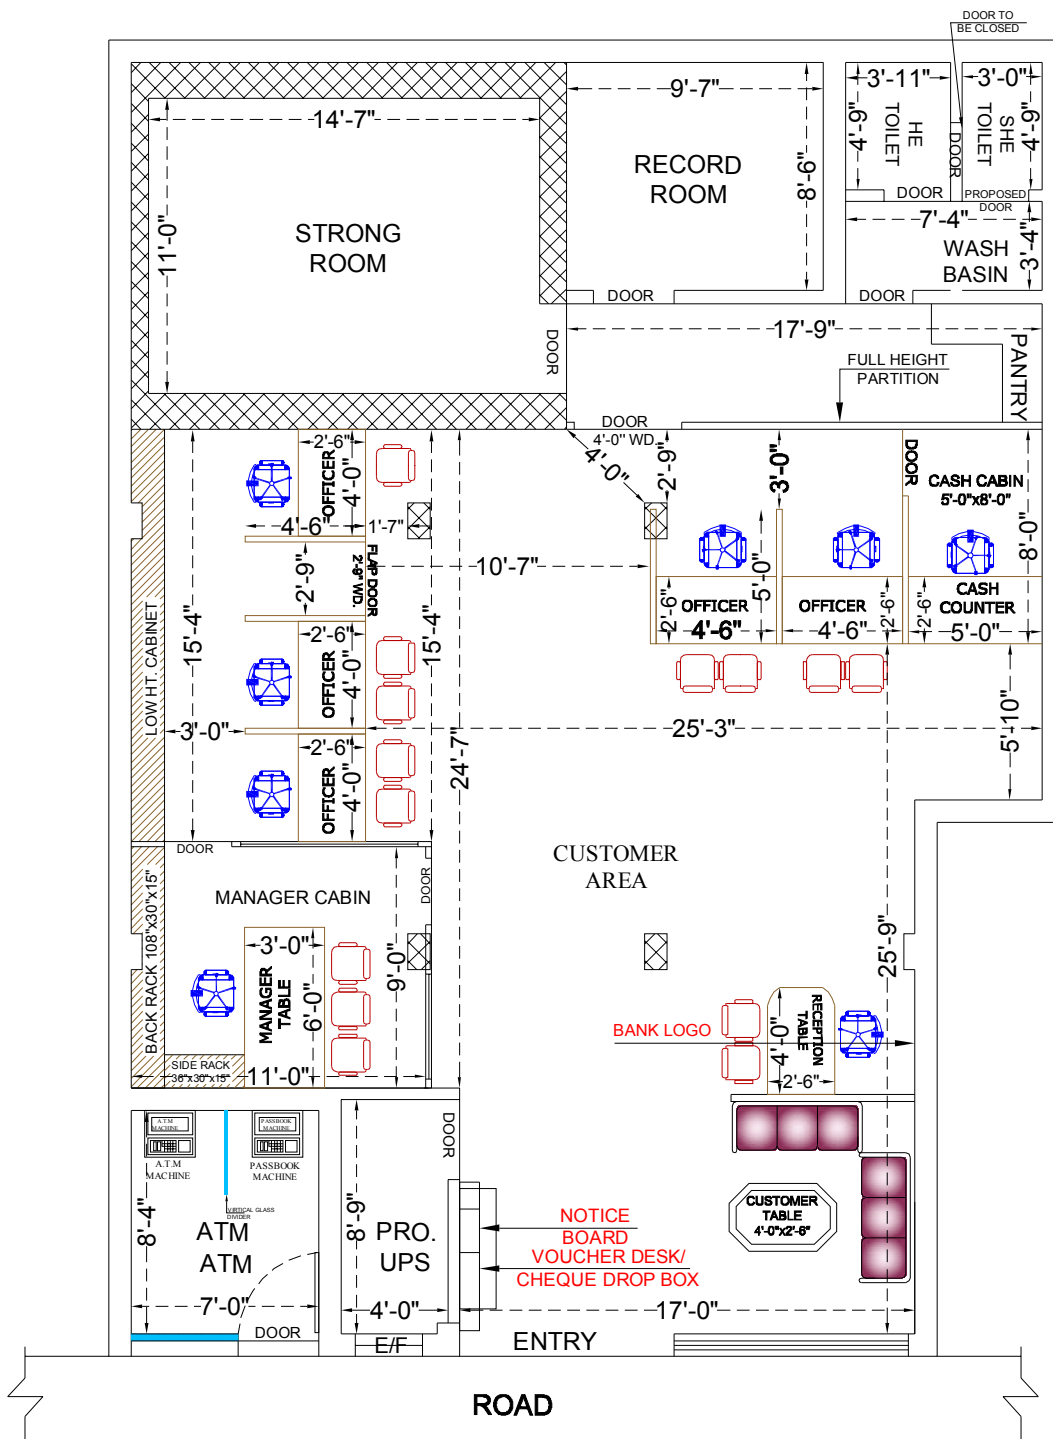 DOOR TO
BE CLOSED
14'-7"
11'-0"
STRONG
ROOM
9'-7"
8'-6"
RECORD
ROOM
3'-11"
4'-9"
HE
TOILET
DOOR
3'-0"
4'-9"
SHE
TOILET
DOOR
PROPOSED
DOOR
7'-4"
3'-4"
WASH
BASIN
DOOR
DOOR
DOOR
17'-9"
PANTRY
FULL HEIGHT
PARTITION
DOOR
4'-0" WD.
4'-0"
2'-9"
3'-0"
DOOR
CASH CABIN
5'-0"x8'-0"
8'-0"
2'-6"
OFFICER
4'-0"
4'-6"
1'-7"
2'-9"
FLAP DOOR
2'-9" WD.
10'-7"
5'-0"
2'-6"
OFFICER
4'-6"
OFFICER
4'-6"
2'-6"
2'-6"
CASH
COUNTER
5'-0"
LOW HT. CABINET
15'-4"
15'-4"
2'-6"
OFFICER
4'-0"
3'-0"
25'-3"
5'-10"
2'-6"
OFFICER
4'-0"
24'-7"
DOOR
DOOR
CUSTOMER
AREA
MANAGER CABIN
BACK RACK 108"x30"x15"
3'-0"
MANAGER
TABLE
6'-0"
9'-0"
25'-9"
SIDE RACK
36"x30"x15"
11'-0"
BANK LOGO
4'-0"
RECEPTION
TABLE
2'-6"
A.T.M
MACHINE
PASSBOOK
MACHINE
A.T.M
MACHINE
PASSBOOK
MACHINE
VIRTICAL GLASS
DIVIDER
8'-4"
ATM
ATM
7'-0"
DOOR
DOOR
8'-9"
PRO.
UPS
4'-0"
E/F
NOTICE
BOARD
VOUCHER DESK/
CHEQUE DROP BOX
CUSTOMER
TABLE
4'-0"x2'-6"
17'-0"
ENTRY
ROAD